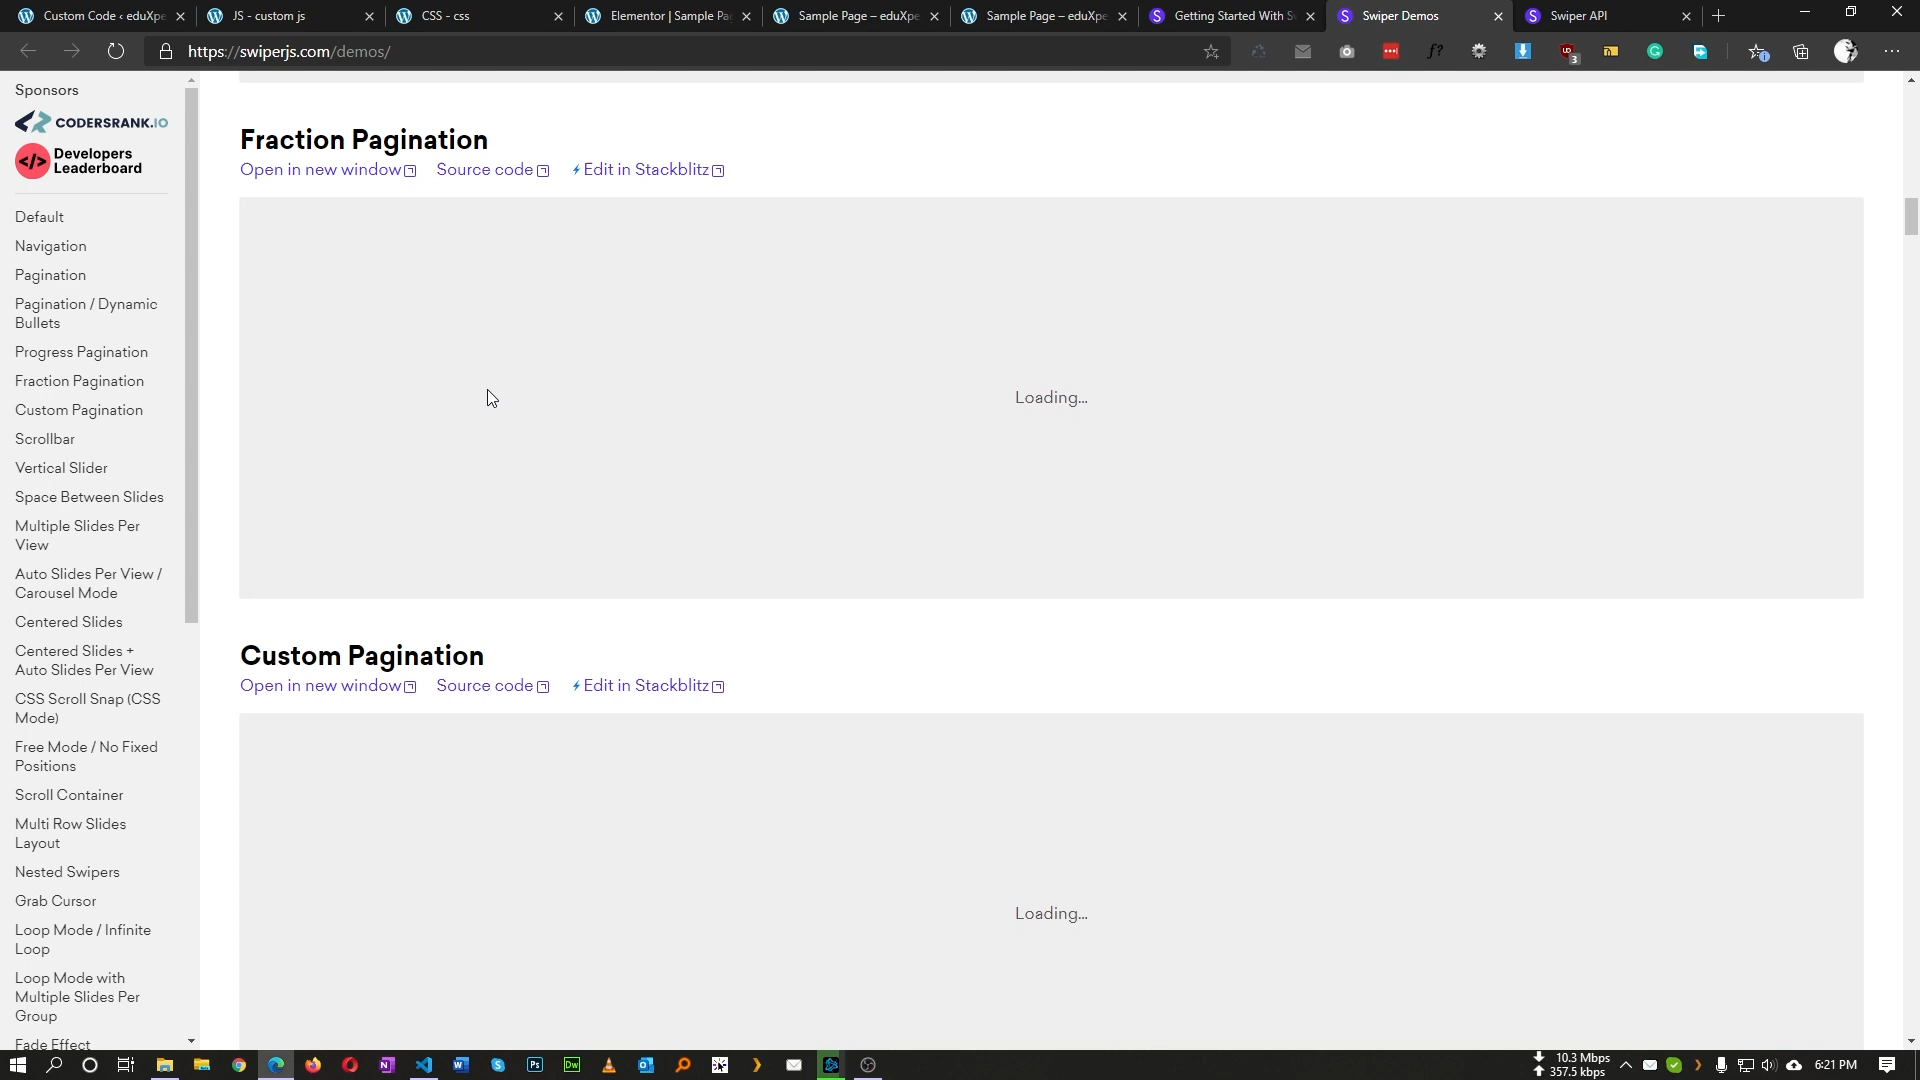 Custom Code ‹ eduXpe
JS - custom js
CSS - css
Elementor | Sample Pa
Sample Page – eduXpe
Sample Page – eduXpe
Getting Started With S
Swiper Demos
Swiper API
https://swiperjs.com/demos/
f?
3
Sponsors
CODERSRANK.IO
</> Developers
Leaderboard
Default
Navigation
Pagination
Pagination / Dynamic
Bullets
Progress Pagination
Fraction Pagination
Custom Pagination
Scrollbar
Vertical Slider
Space Between Slides
Multiple Slides Per
View
Auto Slides Per View /
Carousel Mode
Centered Slides
Centered Slides +
Auto Slides Per View
CSS Scroll Snap (CSS
Mode)
Free Mode / No Fixed
Positions
Scroll Container
Multi Row Slides
Layout
Nested Swipers
Grab Cursor
Loop Mode / Infinite
Loop
Loop Mode with
Multiple Slides Per
Group
Fade Effect
Fraction Pagination
Open in new window Source code Edit in Stackblitz
Loading...
Custom Pagination
Open in new window Source code Edit in Stackblitz
Loading...
10.3 Mbps
357.5 kbps
6:21 PM